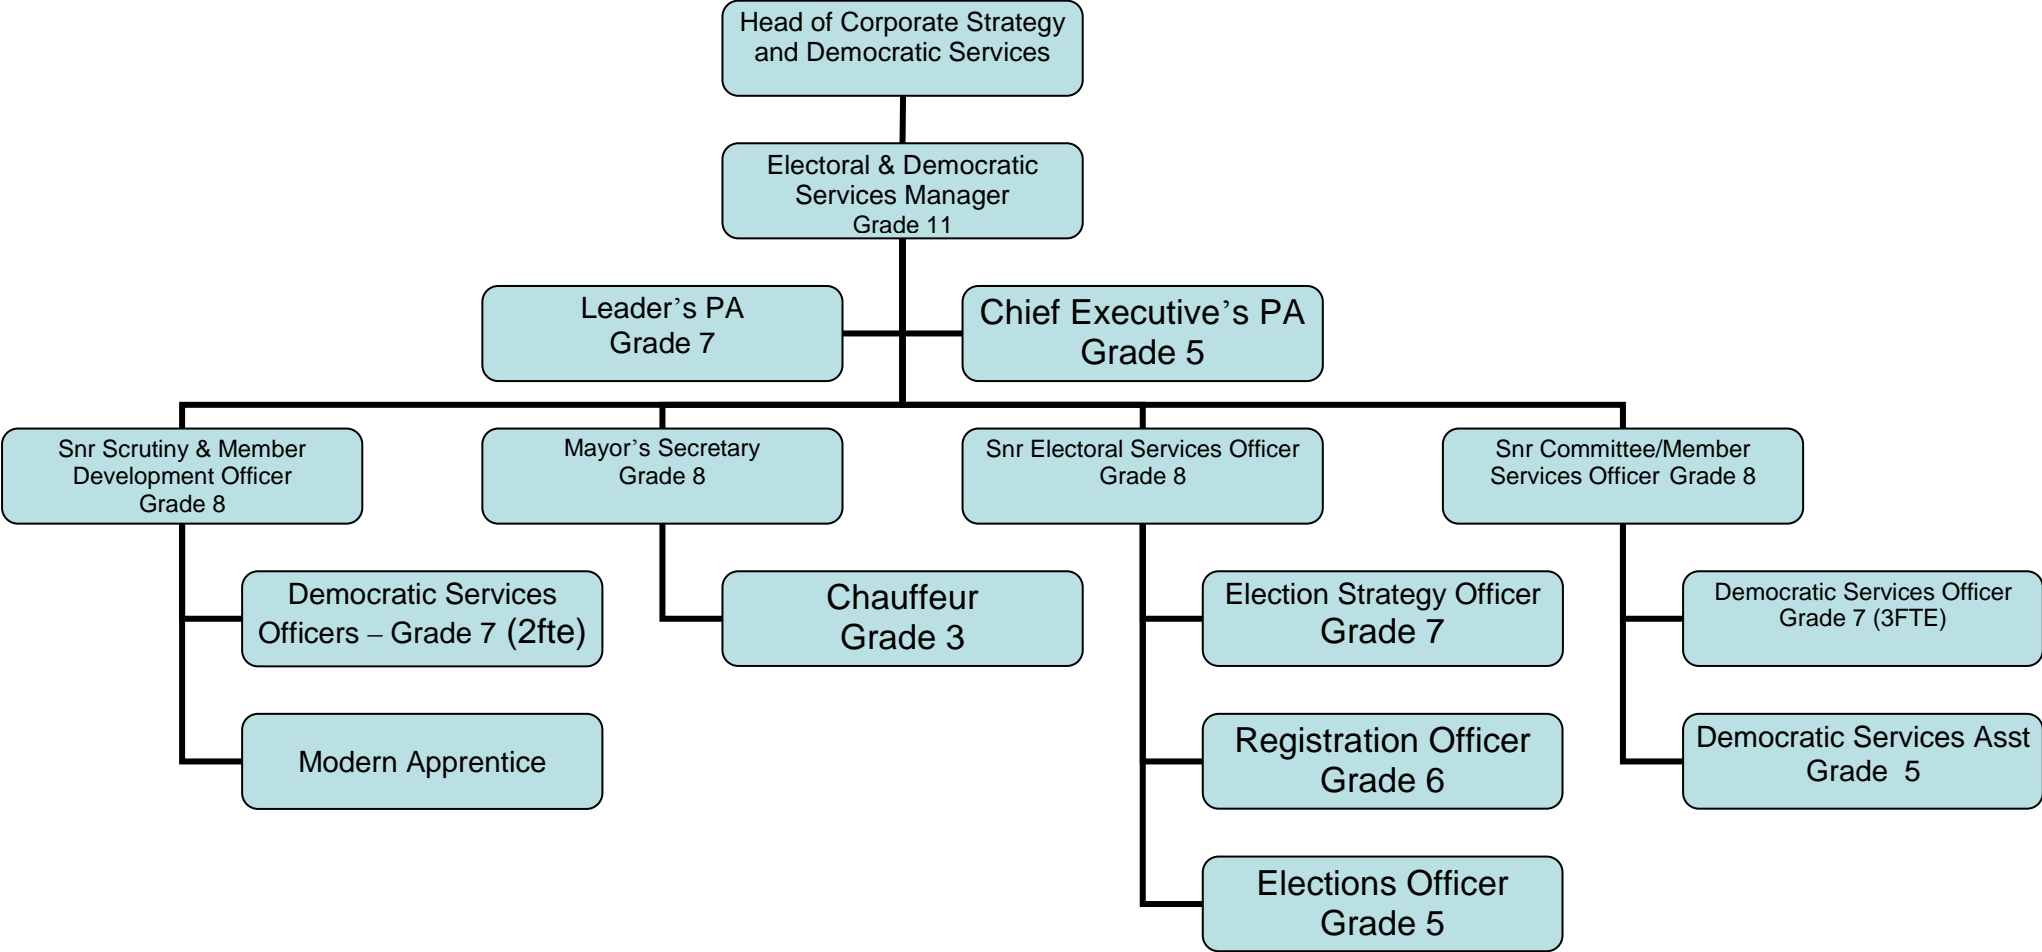 Head of Corporate Strategy
and Democratic Services
Electoral & Democratic
Services Manager
Grade 11
Leader’s PA
Grade 7
Chief Executive’s PA
Grade 5
Snr Scrutiny & Member
Development Officer
Grade 8
Mayor’s Secretary
Grade 8
Snr Electoral Services Officer
Grade 8
Snr Committee/Member
Services Officer Grade 8
Democratic Services
Officers – Grade 7 (2fte)
Chauffeur
Grade 3
Election Strategy Officer
Grade 7
Democratic Services Officer
Grade 7 (3FTE)
Modern Apprentice
Registration Officer
Grade 6
Democratic Services Asst
Grade 5
Elections Officer
Grade 5